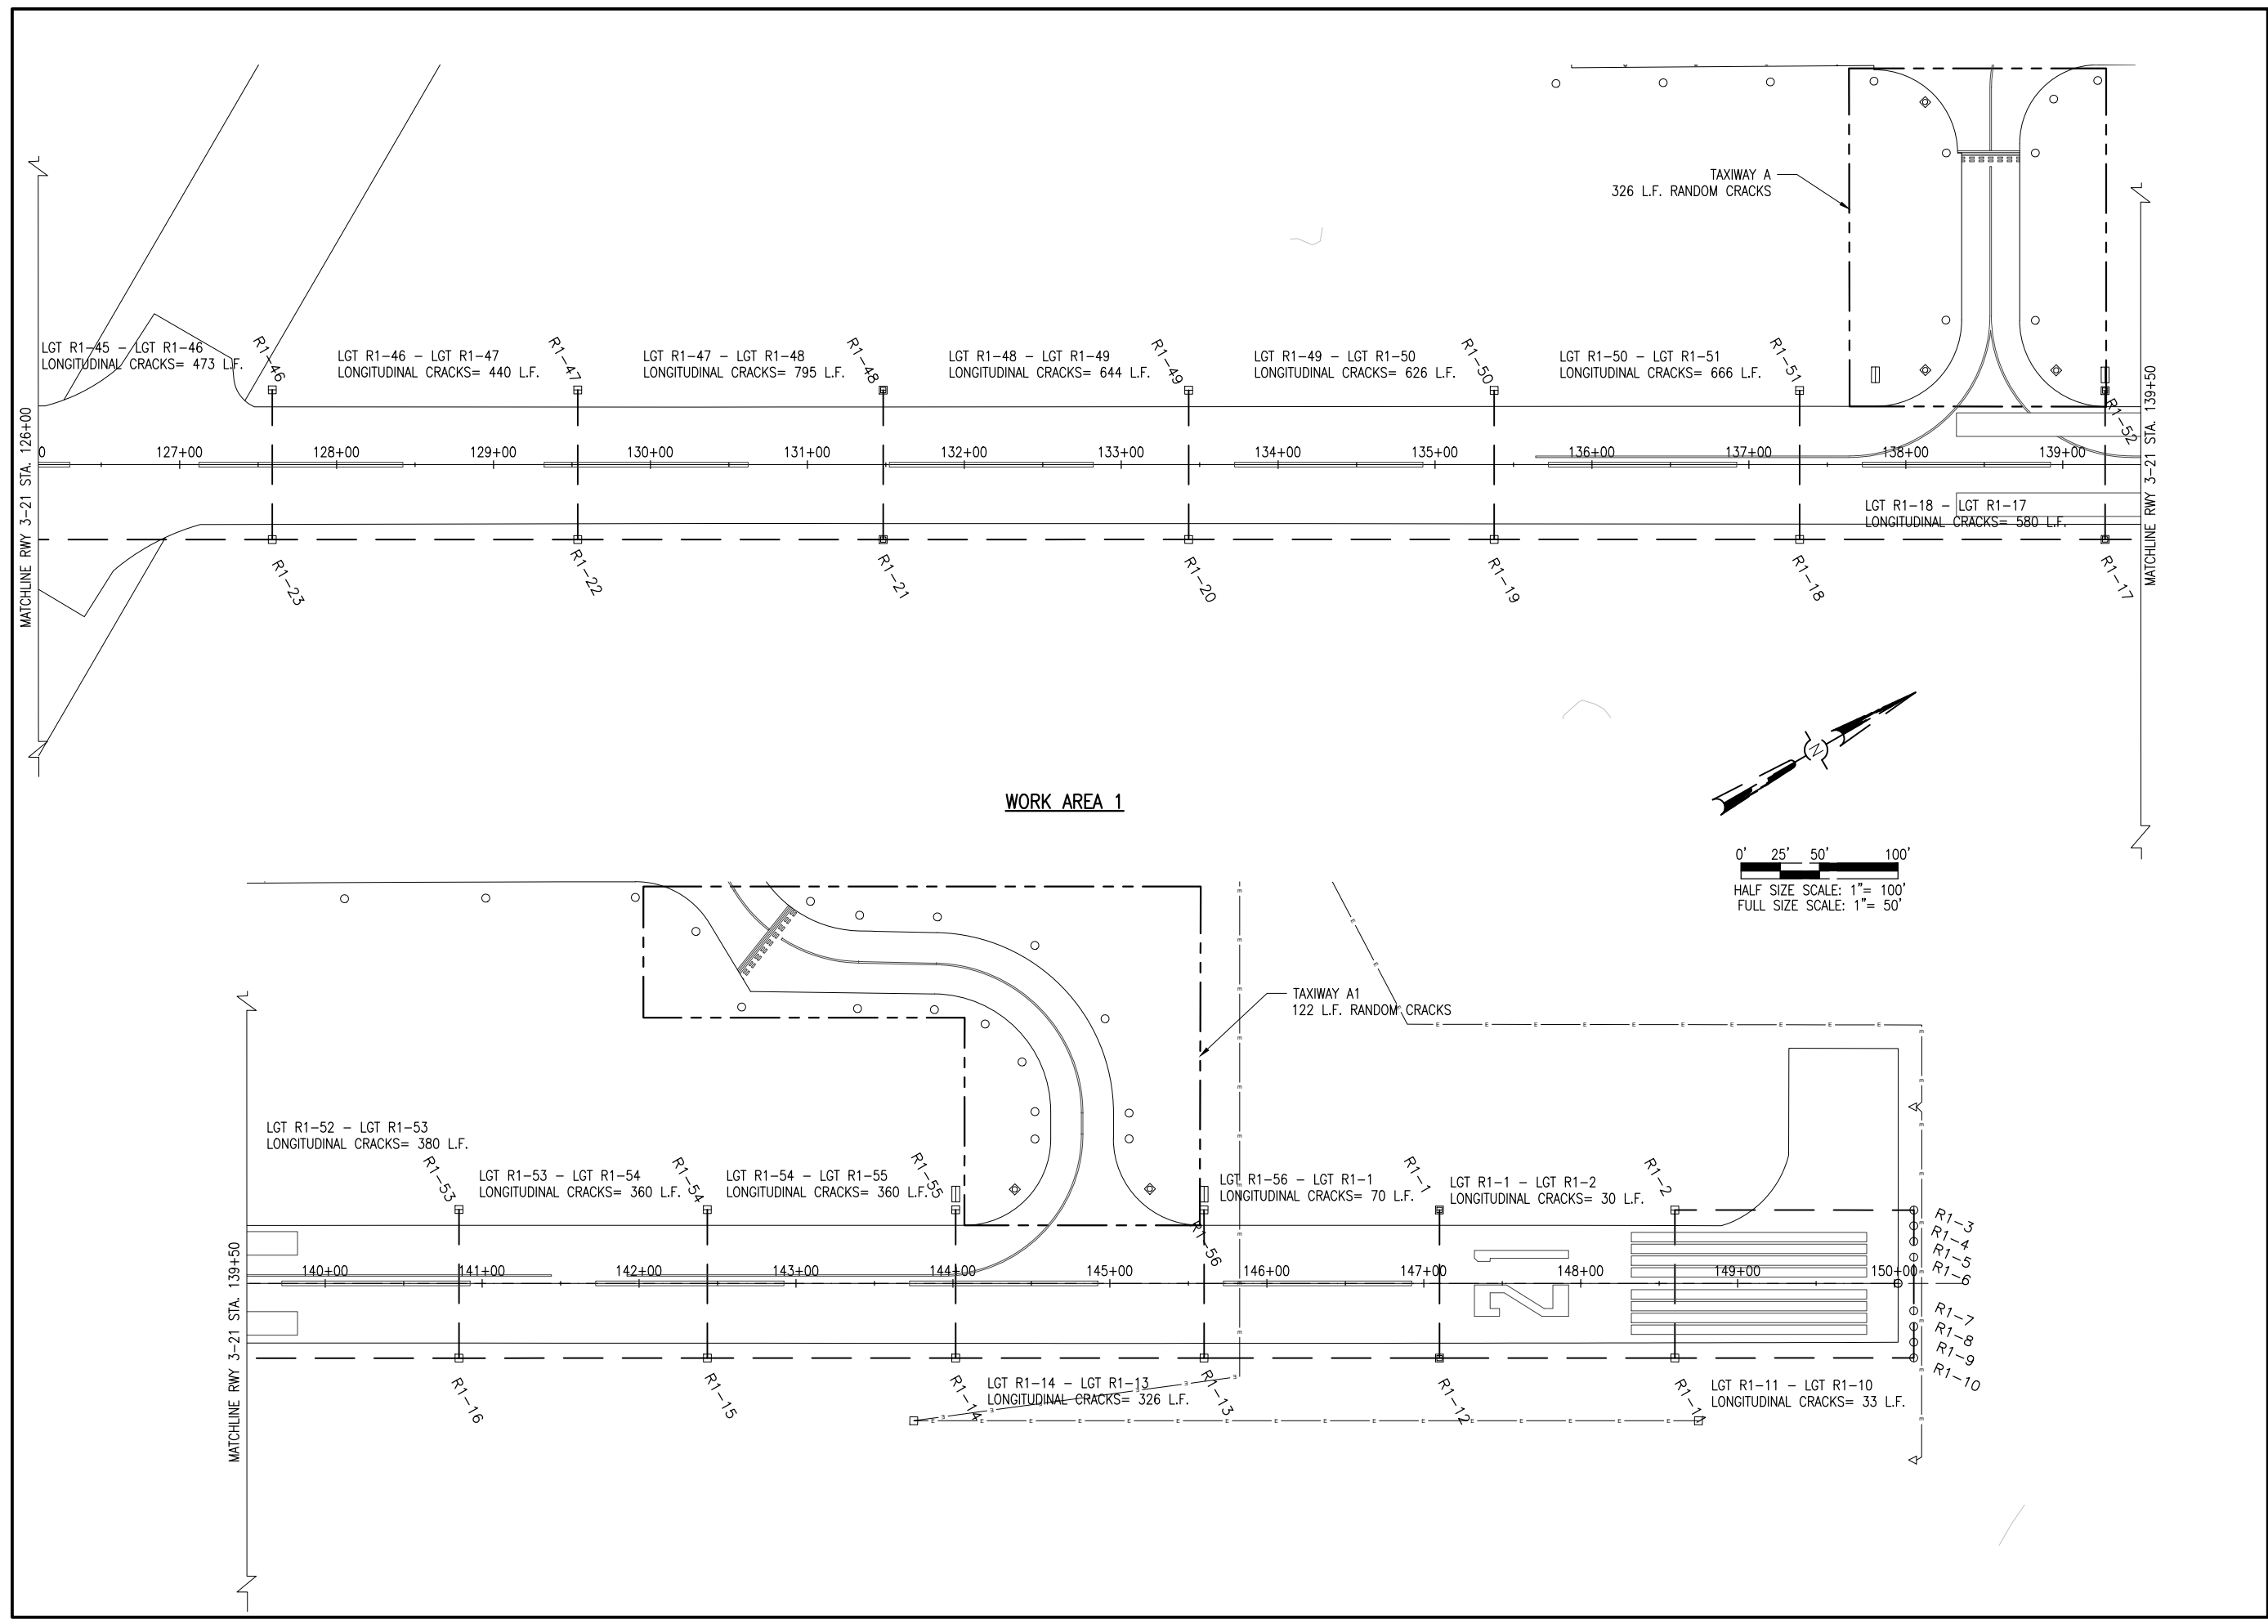 TAXIWAY A
326 L.F. RANDOM CRACKS
LGT R1-45 - LGT R1-46
LONGITUDINAL CRACKS= 473 L.F.
R1-46
LGT R1-46 - LGT R1-47
LONGITUDINAL CRACKS= 440 L.F.
R1-47
LGT R1-47 - LGT R1-48
LONGITUDINAL CRACKS= 795 L.F.
R1-48
LGT R1-48 - LGT R1-49
LONGITUDINAL CRACKS= 644 L.F.
R1-49
LGT R1-49 - LGT R1-50
LONGITUDINAL CRACKS= 626 L.F.
R1-50
LGT R1-50 - LGT R1-51
LONGITUDINAL CRACKS= 666 L.F.
R1-51
R1-52
MATCHLINE RWY 3-21 STA. 126+00
0
127+00
128+00
129+00
130+00
131+00
132+00
133+00
134+00
135+00
136+00
137+00
138+00
139+00
MATCHLINE RWY 3-21 STA. 139+50
LGT R1-18 - LGT R1-17
LONGITUDINAL CRACKS= 580 L.F.
R1-23
R1-22
R1-21
R1-20
R1-19
R1-18
R1-17
N
WORK AREA 1
0' 25' 50' 100'
HALF SIZE SCALE: 1"= 100'
FULL SIZE SCALE: 1"= 50'
TAXIWAY A1
122 L.F. RANDOM CRACKS
E E E E E E E E E E
LGT R1-52 - LGT R1-53
LONGITUDINAL CRACKS= 380 L.F.
R1-53
LGT R1-53 - LGT R1-54
LONGITUDINAL CRACKS= 360 L.F.
R1-54
LGT R1-54 - LGT R1-55
LONGITUDINAL CRACKS= 360 L.F.
R1-55
LGT R1-56 - LGT R1-1
LONGITUDINAL CRACKS= 70 L.F.
R1-56
R1-1
LGT R1-1 - LGT R1-2
LONGITUDINAL CRACKS= 30 L.F.
R1-2
R1-3
R1-4
R1-5
R1-6
MATCHLINE RWY 3-21 STA. 139+50
140+00
141+00
142+00
143+00
144+00
145+00
146+00
147+00
148+00
149+00
150+00
21
R1-7
R1-8
R1-9
R1-10
R1-16
R1-15
R1-14
LGT R1-14 - LGT R1-13
LONGITUDINAL CRACKS= 326 L.F.
R1-13
R1-12
R1-11
LGT R1-11 - LGT R1-10
LONGITUDINAL CRACKS= 33 L.F.
E E E E E E E E E E E E E E E E